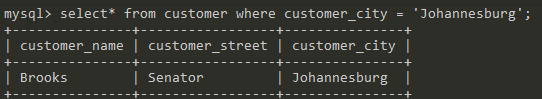 mysql> select* from customer where customer_city = 'Johannesburg';
+---------------+-----------------+---------------+
| customer_name | customer_street | customer_city |
+---------------+-----------------+---------------+
| Brooks        | Senator         | Johannesburg  |
+---------------+-----------------+---------------+